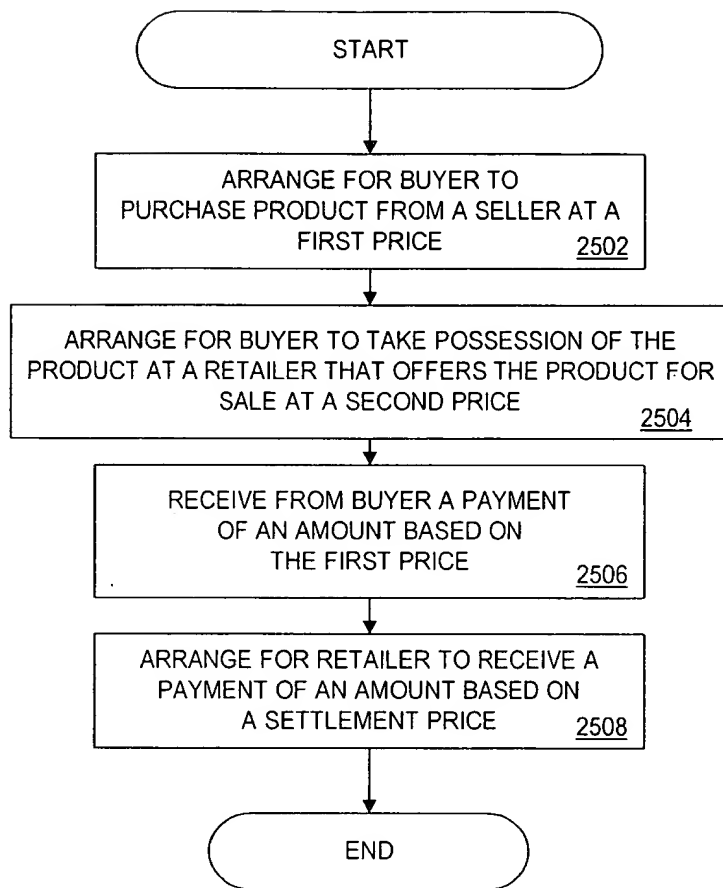 START
ARRANGE FOR BUYER TO
PURCHASE PRODUCT FROM A SELLER AT A
FIRST PRICE
2502
ARRANGE FOR BUYER TO TAKE POSSESSION OF THE
PRODUCT AT A RETAILER THAT OFFERS THE PRODUCT FOR
SALE AT A SECOND PRICE
2504
RECEIVE FROM BUYER A PAYMENT
OF AN AMOUNT BASED ON
THE FIRST PRICE
2506
ARRANGE FOR RETAILER TO RECEIVE A
PAYMENT OF AN AMOUNT BASED ON
A SETTLEMENT PRICE
2508
END